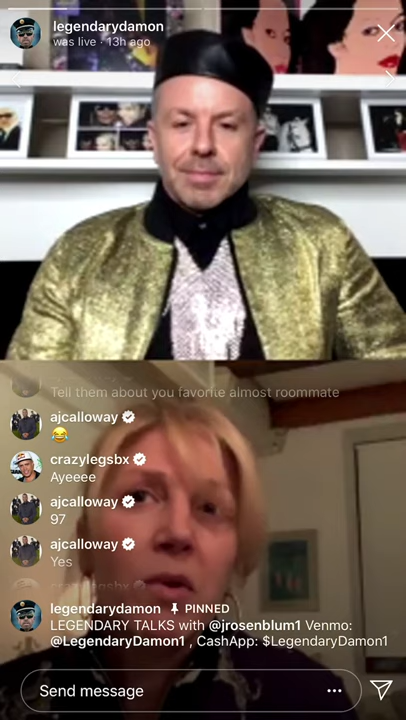 legendarydamon
was live · 13h ago
Tell them about you favorite almost roommate
ajcalloway
😂
crazylegsbx
Ayeeee
ajcalloway
97
ajcalloway
Yes
crazylegsbx
legendarydamon PINNED
LEGENDARY TALKS with @jrosenblum1 Venmo:
@LegendaryDamon1 , CashApp: $LegendaryDamon1
Send message